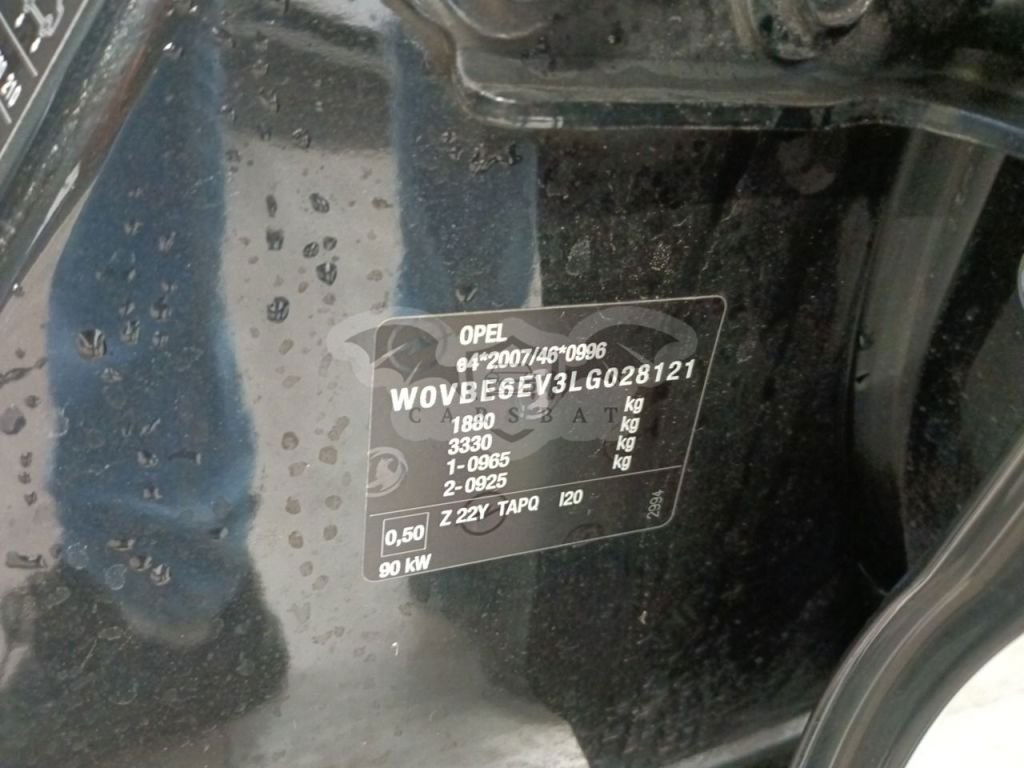 OPEL
e4*2007/46*0996
W0VBE6EV3LG028121
1880 kg
3330 kg
1-0965 kg
2-0925 kg
0,50 Z 22Y TAPQ I20
90 kW
2994
CARSBAT